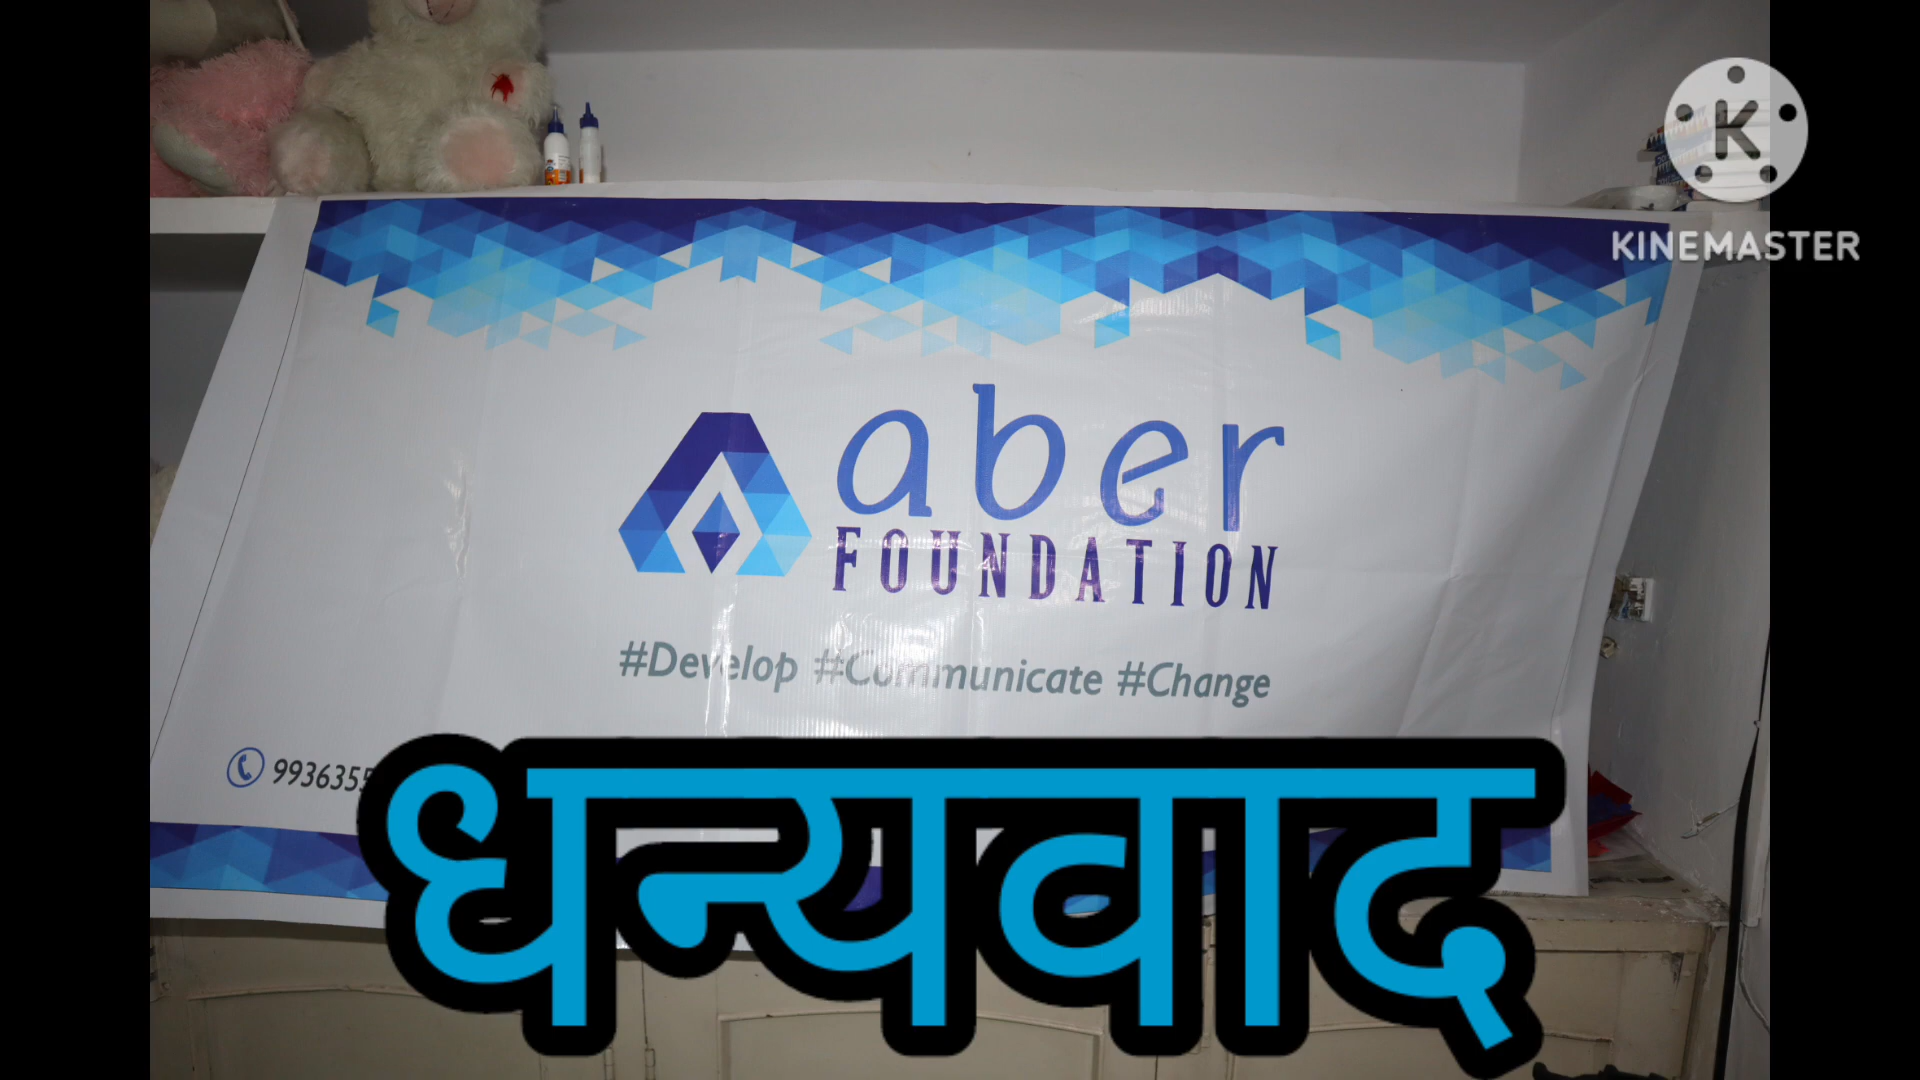 K
KINEMASTER
aber
FOUNDATION
#Develop #Communicate #Change
धन्यवाद